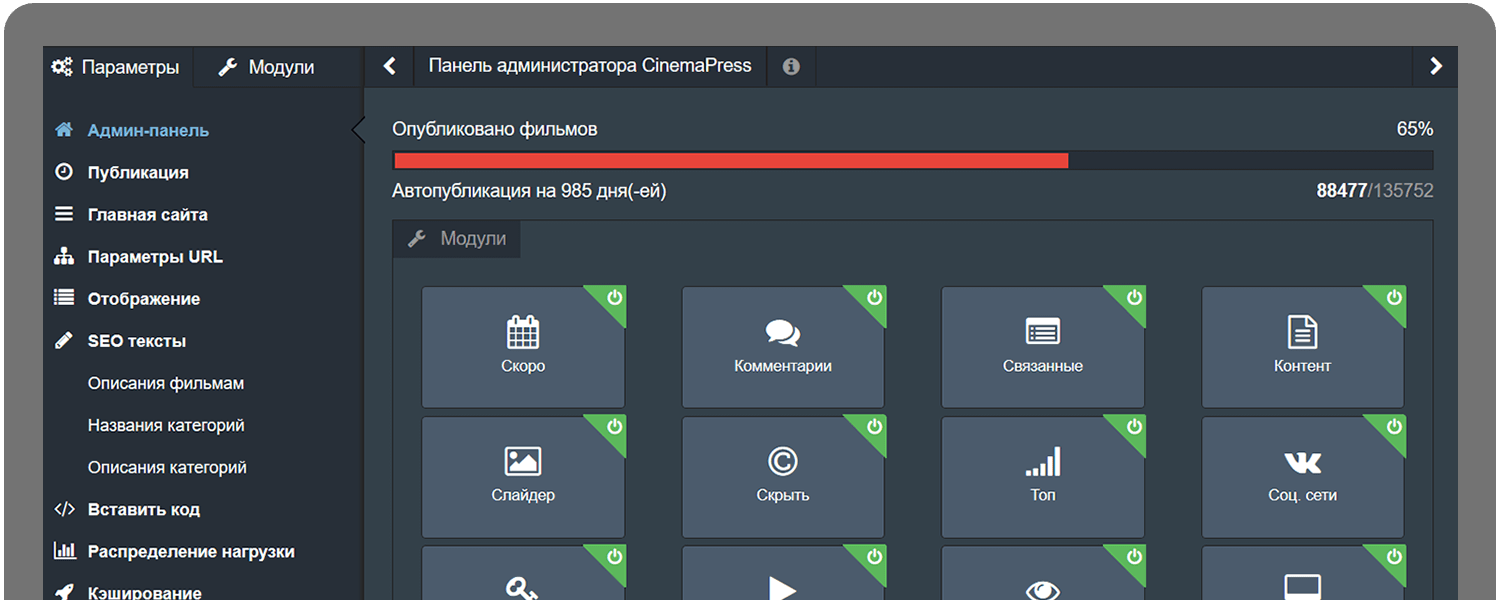 Параметры
Модули
Панель администратора CinemaPress
Админ-панель
Публикация
Главная сайта
Параметры URL
Отображение
SEO тексты
Описания фильмам
Названия категорий
Описания категорий
Вставить код
Распределение нагрузки
Кэширование
Опубликовано фильмов 65%
Автопубликация на 985 дня(-ей) 88477/135752
Модули
Скоро
Комментарии
Связанные
Контент
Слайдер
Скрыть
Топ
Соц. сети